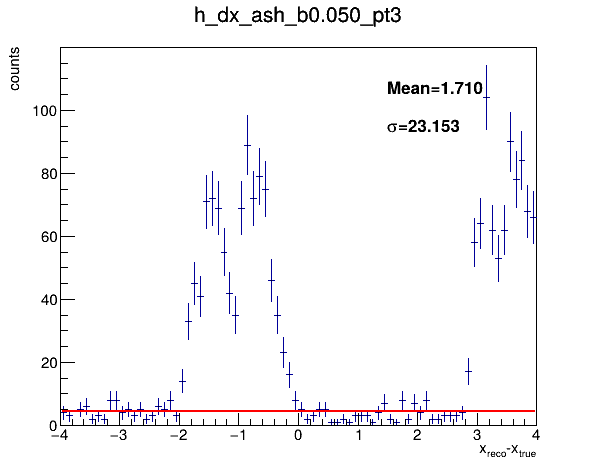 h_dx_ash_b0.050_pt3
counts
Mean=1.710
σ=23.153
100
80
60
40
20
0
−4 −3 −2 −1 0 1 2 3 4
x_reco-x_true